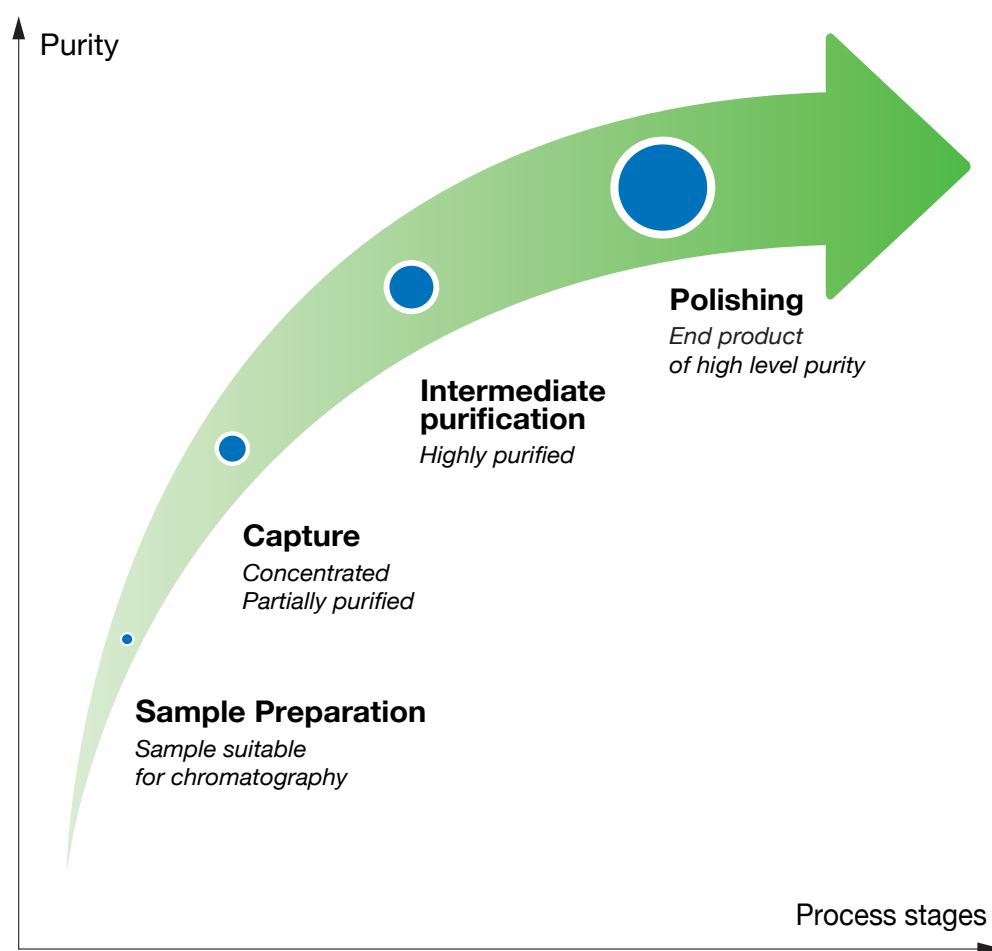 Purity
Polishing
End product
of high level purity
Intermediate
purification
Highly purified
Capture
Concentrated
Partially purified
Sample Preparation
Sample suitable
for chromatography
Process stages